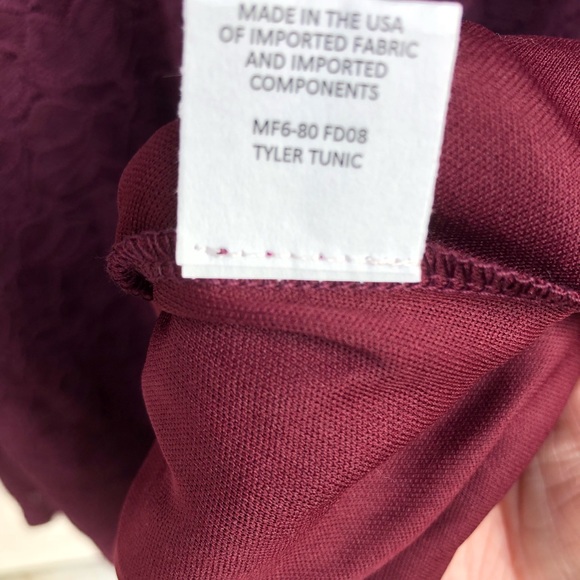 MADE IN THE USA
OF IMPORTED FABRIC
AND IMPORTED
COMPONENTS
MF6-80 FD08
TYLER TUNIC